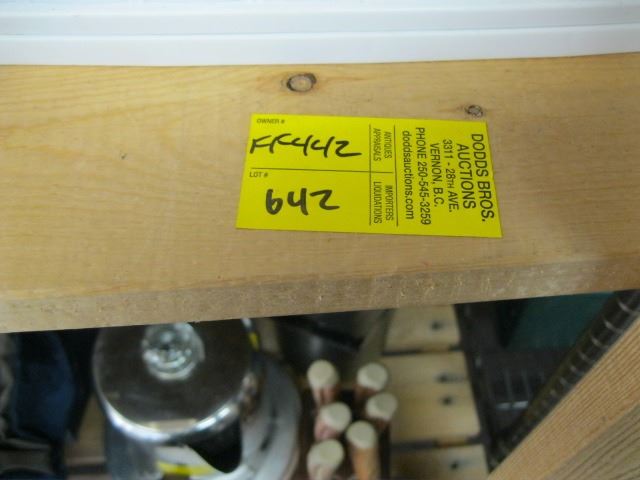 OWNER #
FF442
LOT #
642
ANTIQUES
APPRAISALS
IMPORTERS
LIQUIDATIONS
DODDS BROS.
AUCTIONS
3311 - 28TH AVE.
VERNON, B.C.
PHONE 250-545-3259
doddsauctions.com